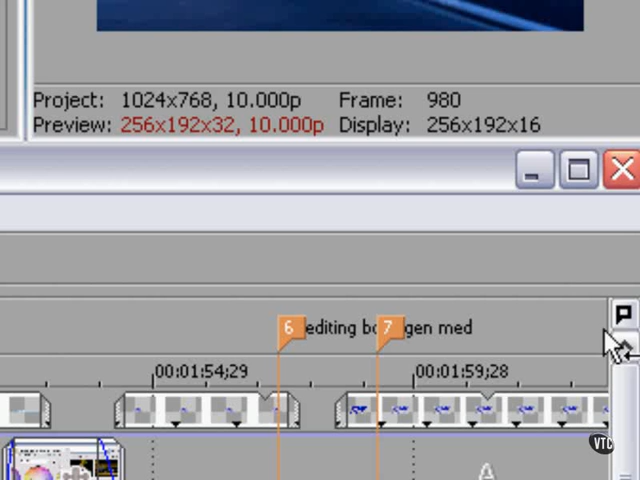 Project: 1024x768, 10.000p Frame: 980
Preview: 256x192x32, 10.000p Display: 256x192x16
6 editing bo 7 gen med
00:01:54;29 00:01:59;28
VTC